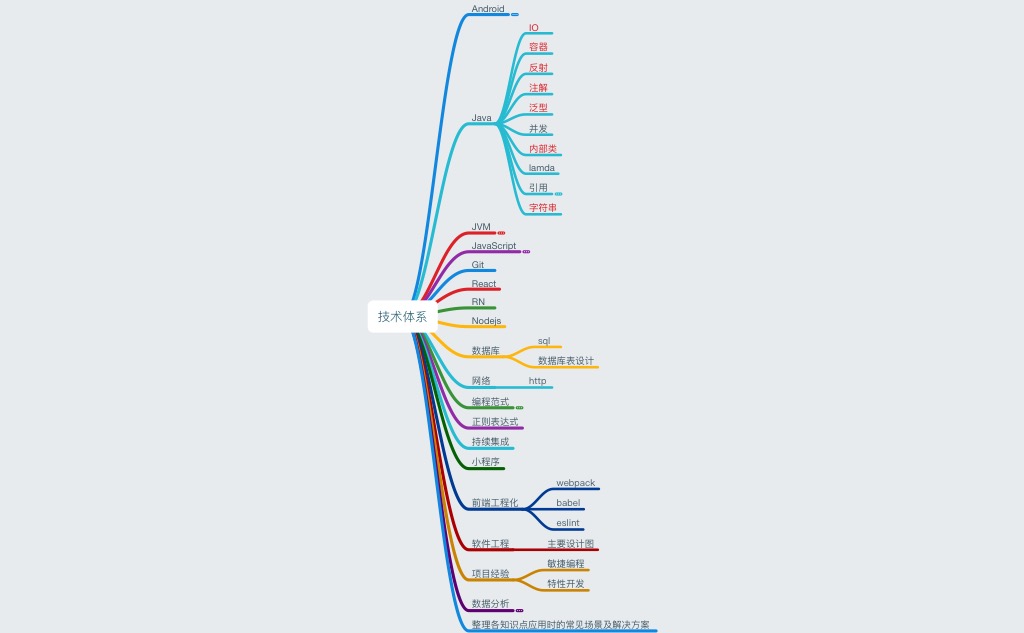 Android
IO
容器
反射
注解
泛型
Java
并发
内部类
lamda
引用
字符串
JVM
JavaScript
Git
React
RN
技术体系
Nodejs
sql
数据库
数据库表设计
网络
http
编程范式
正则表达式
持续集成
小程序
webpack
前端工程化
babel
eslint
软件工程
主要设计图
敏捷编程
项目经验
特性开发
数据分析
整理各知识点应用时的常见场景及解决方案